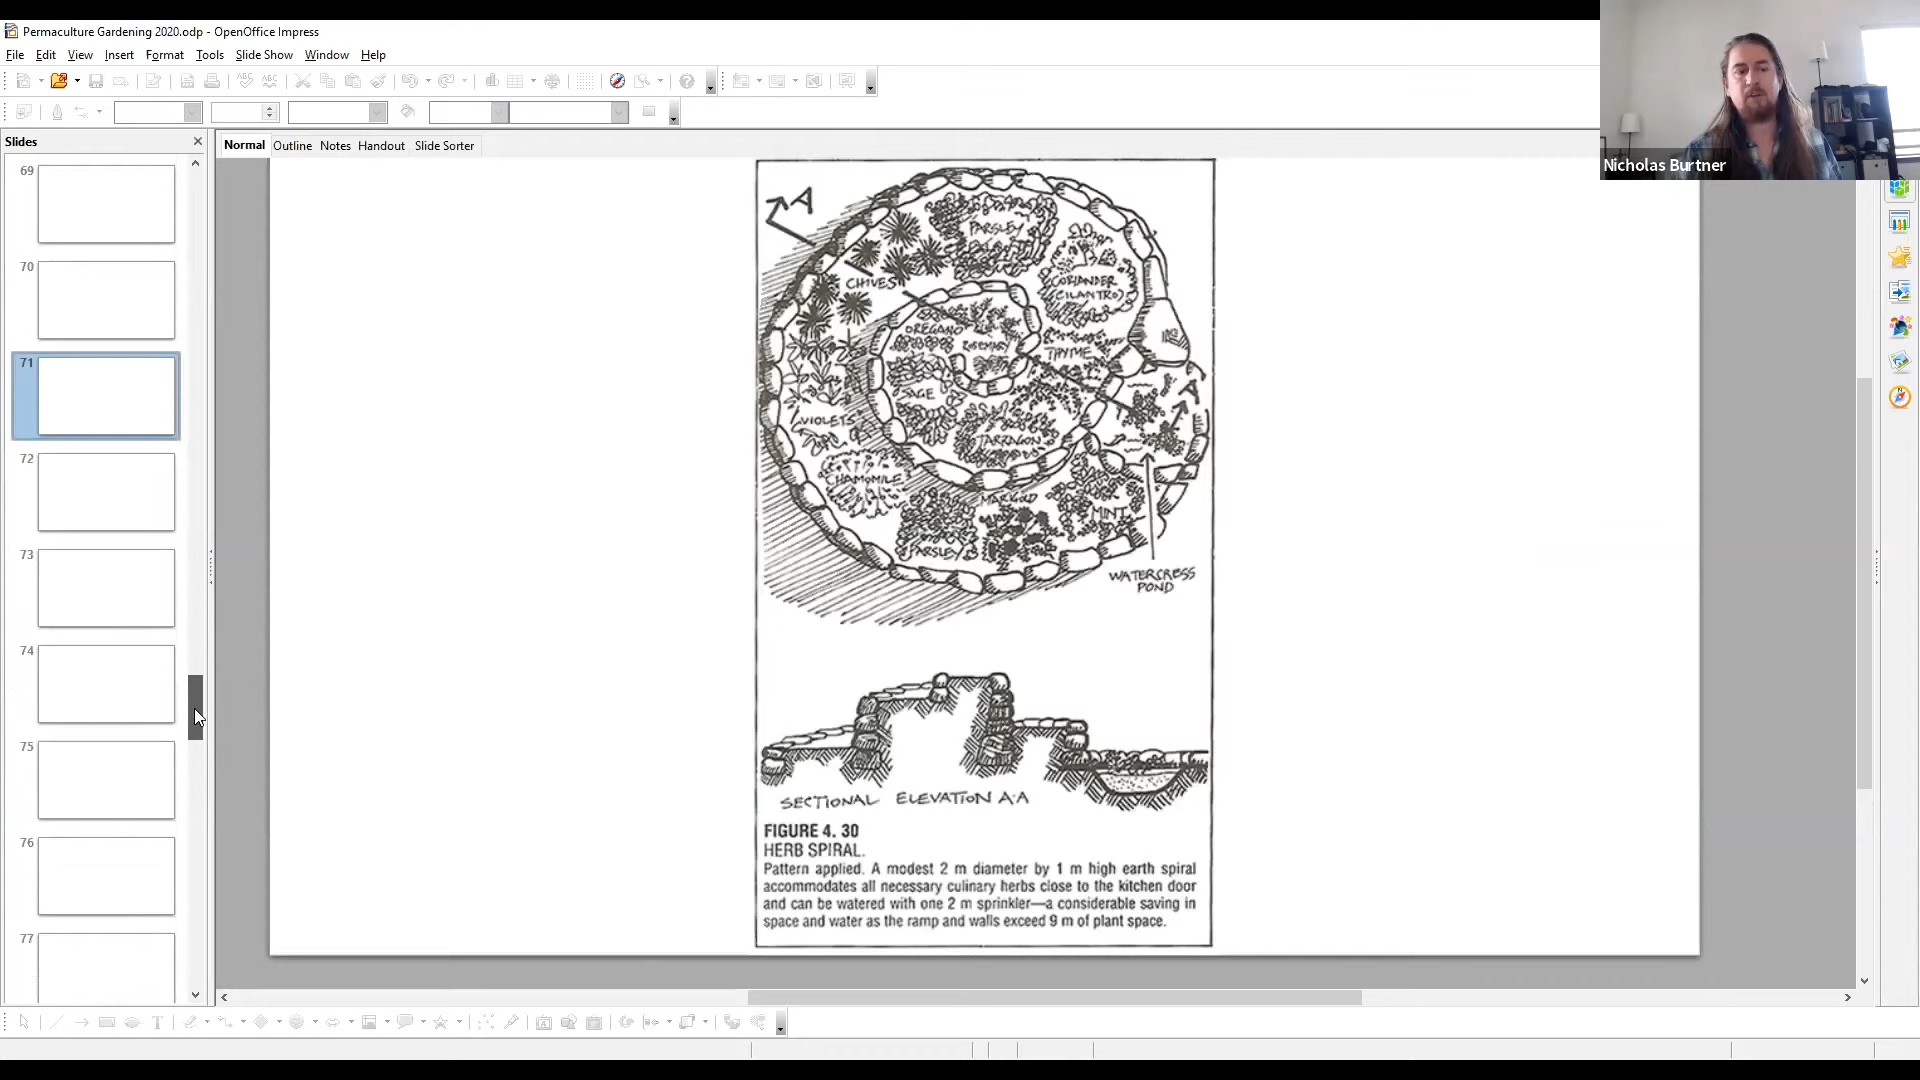 Permaculture Gardening 2020.odp - OpenOffice Impress
File Edit View Insert Format Tools Slide Show Window Help
Nicholas Burtner
Slides
Normal Outline Notes Handout Slide Sorter
69
70
71
72
73
74
75
76
77
A
PARSLEY
CORIANDER
(CILANTRO)
CHIVES
OREGANO
ROSEMARY
THYME
SAGE
A
VIOLETS
TARRAGON
CHAMOMILE
MARIGOLD
MINT
PARSLEY
WATERCRESS
POND
SECTIONAL ELEVATION A-A
FIGURE 4. 30
HERB SPIRAL.
Pattern applied. A modest 2 m diameter by 1 m high earth spiral
accommodates all necessary culinary herbs close to the kitchen door
and can be watered with one 2 m sprinkler—a considerable saving in
space and water as the ramp and walls exceed 9 m of plant space.